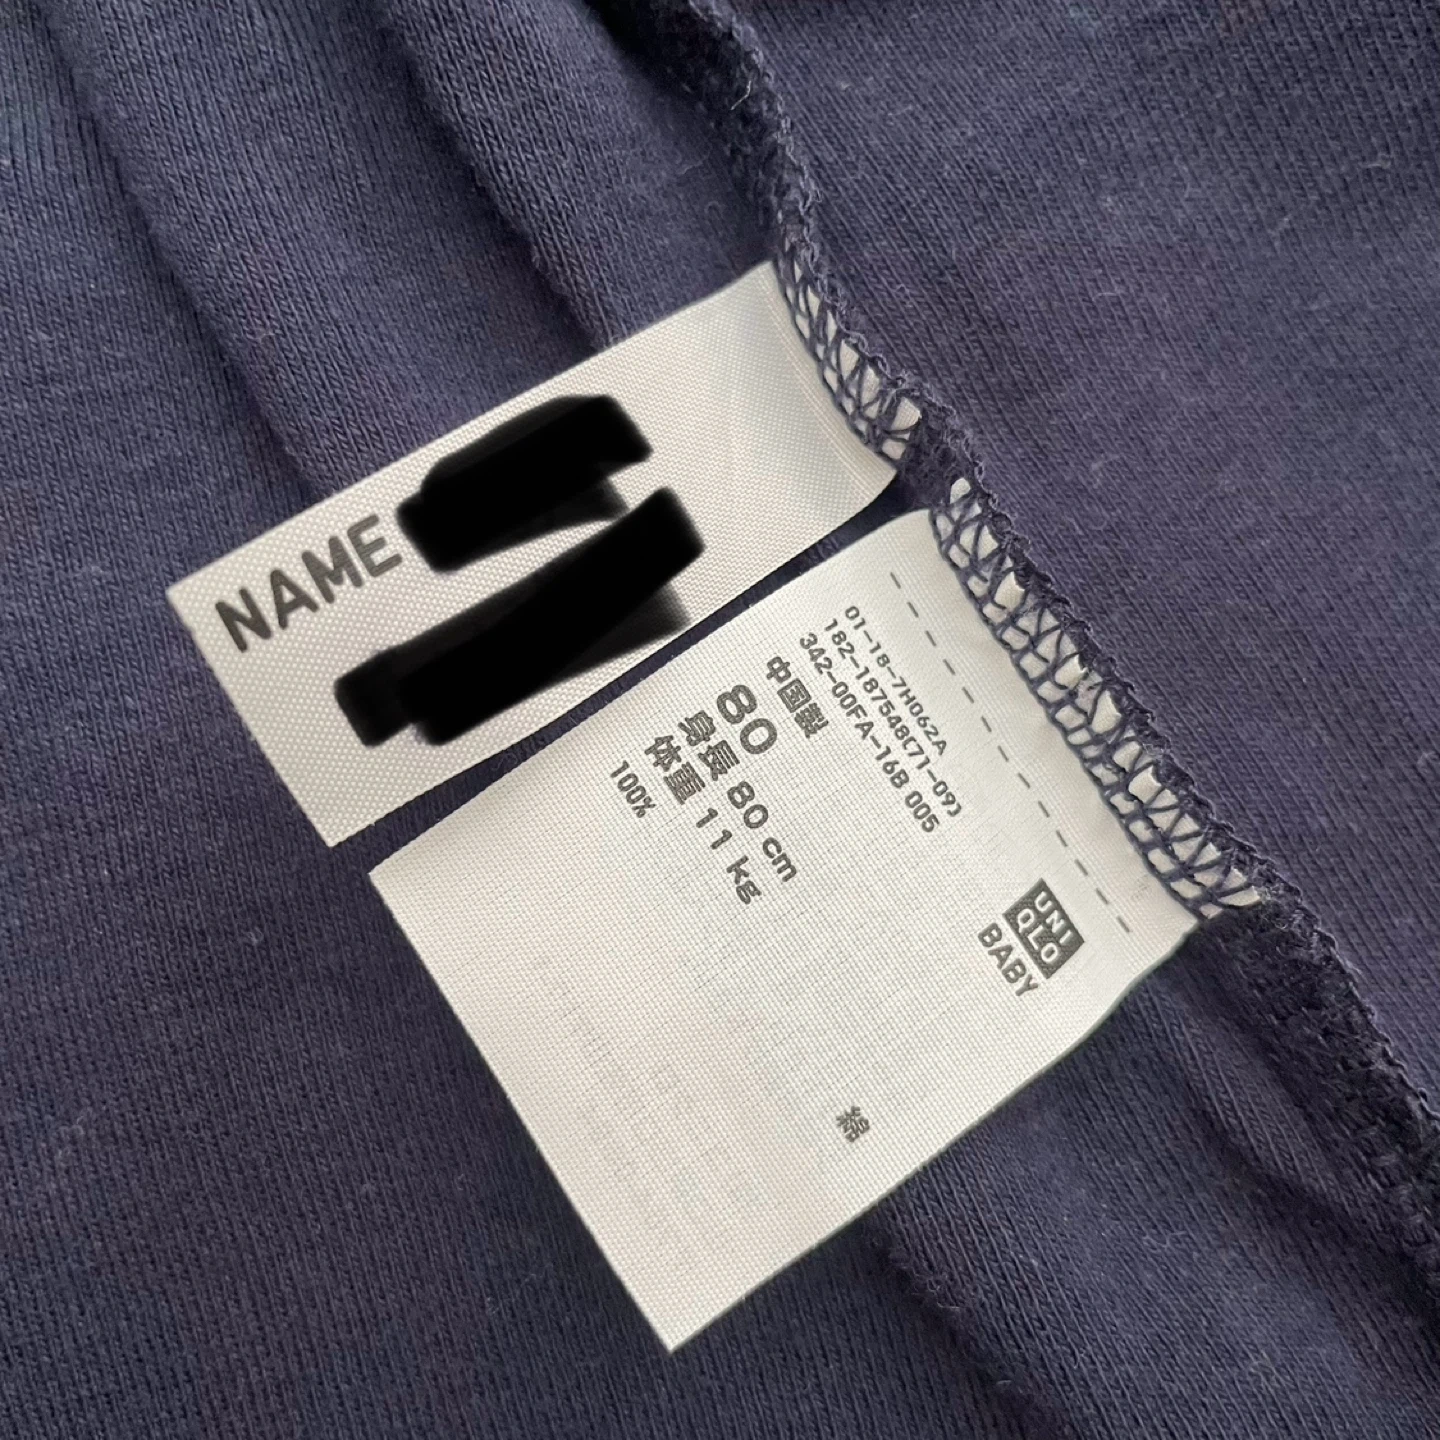 NAME
UNI
QLO
BABY
01-18-7H062A
182-187548(71-09)
342-00FA-16B 005
中国製
80
身長 80 cm
体重 11 kg
綿 100%